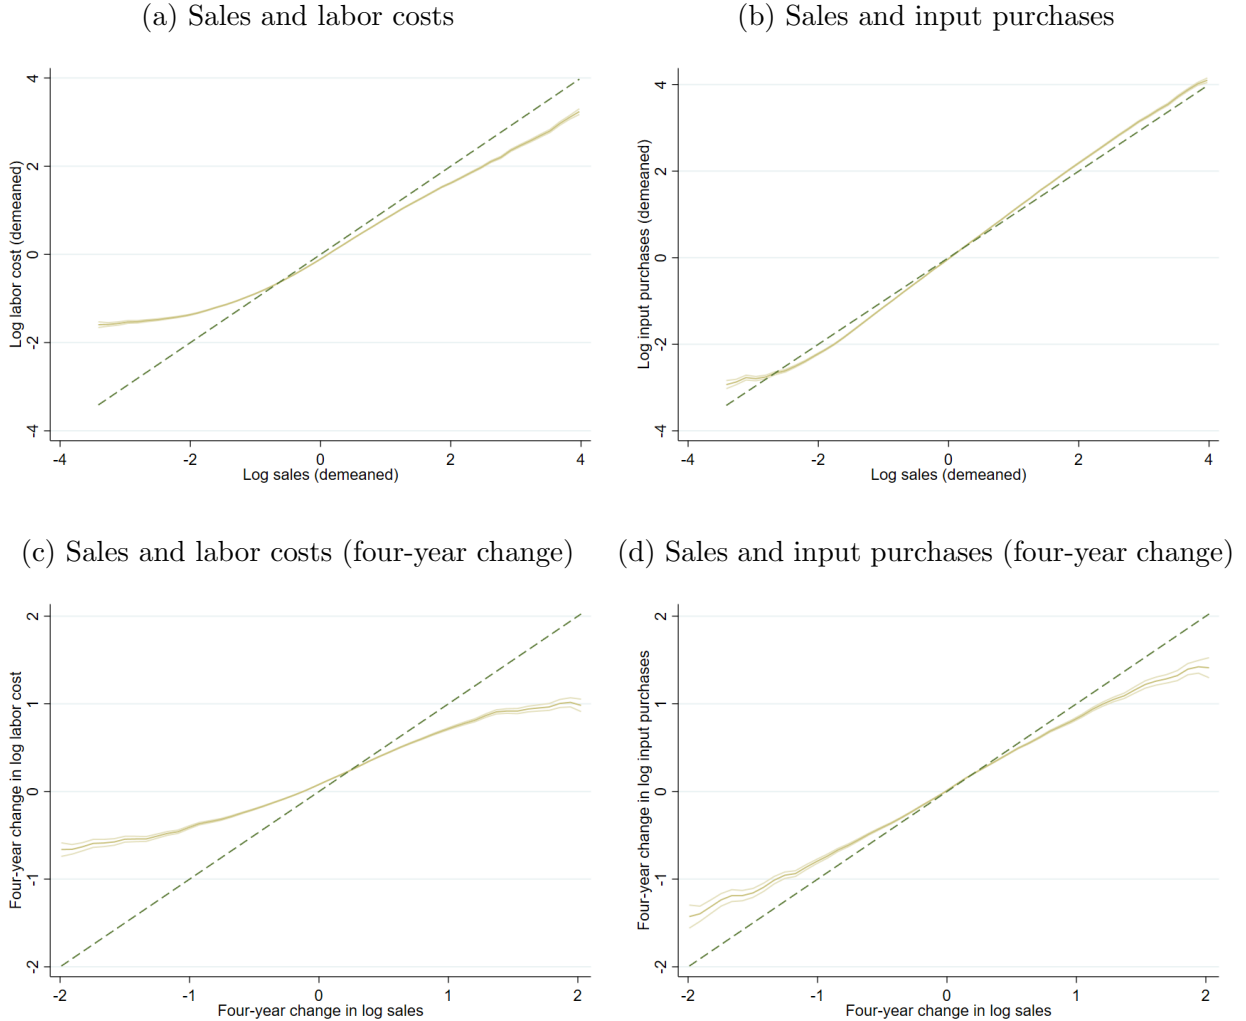 (a) Sales and labor costs
Log labor cost (demeaned)
4
2
0
-2
-4
-4 -2 0 2 4
Log sales (demeaned)
(b) Sales and input purchases
Log input purchases (demeaned)
4
2
0
-2
-4
-4 -2 0 2 4
Log sales (demeaned)
(c) Sales and labor costs (four-year change)
Four-year change in log labor cost
2
1
0
-1
-2
-2 -1 0 1 2
Four-year change in log sales
(d) Sales and input purchases (four-year change)
Four-year change in log input purchases
2
1
0
-1
-2
-2 -1 0 1 2
Four-year change in log sales